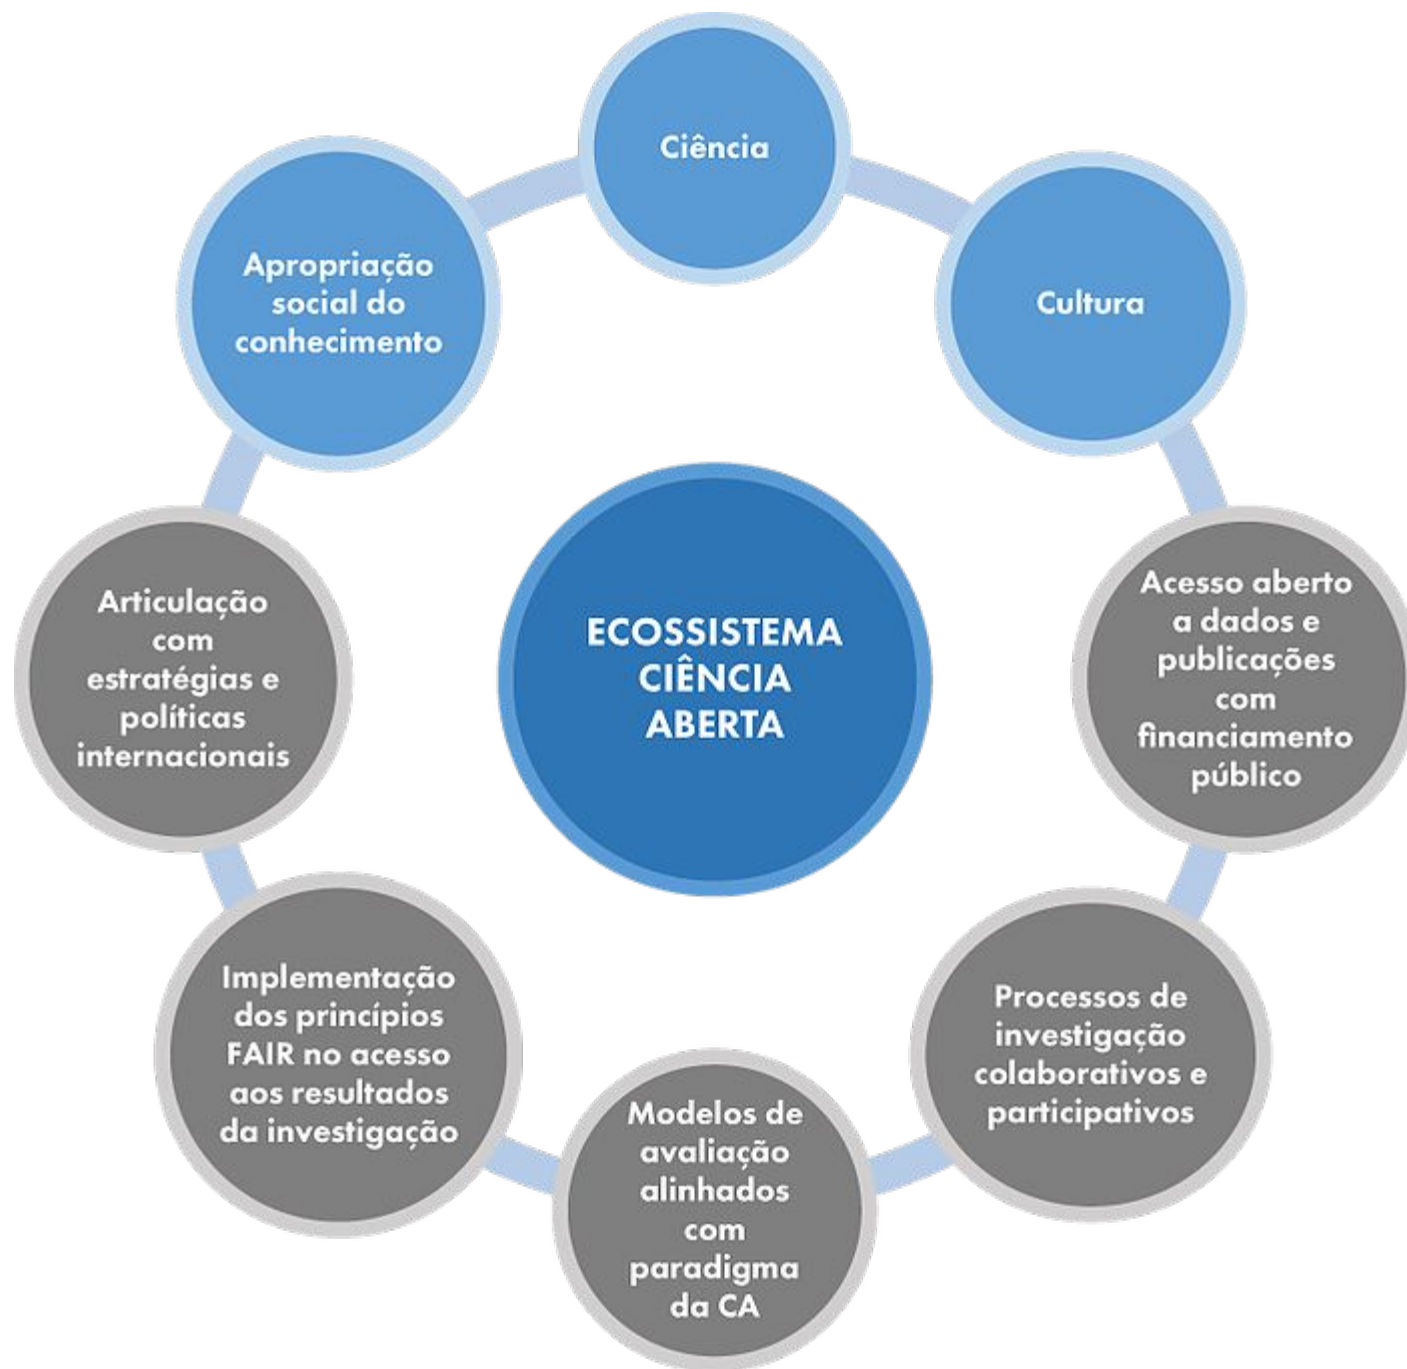 Ciência
Cultura
Apropriação
social do
conhecimento
ECOSSISTEMA
CIÊNCIA
ABERTA
Acesso aberto
a dados e
publicações
com
financiamento
público
Articulação
com
estratégias e
políticas
internacionais
Processos de
investigação
colaborativos e
participativos
Implementação
dos princípios
FAIR no acesso
aos resultados
da investigação
Modelos de
avaliação
alinhados
com
paradigma
da CA